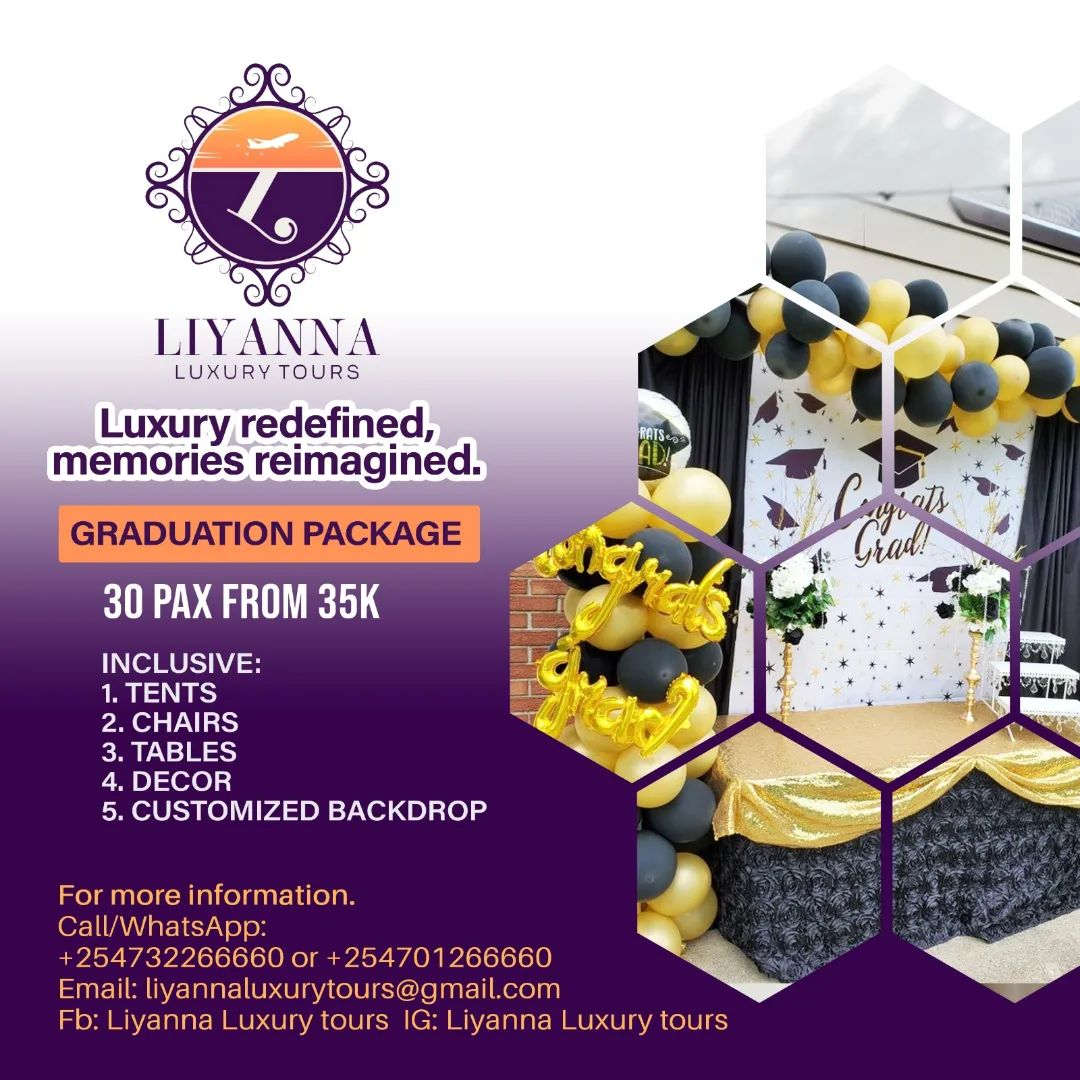 LIYANNA
LUXURY TOURS
Luxury redefined,
memories reimagined.
GRADUATION PACKAGE
30 PAX FROM 35K
INCLUSIVE:
1. TENTS
2. CHAIRS
3. TABLES
4. DECOR
5. CUSTOMIZED BACKDROP
For more information.
Call/WhatsApp:
+254732266660 or +254701266660
Email: liyannaluxurytours@gmail.com
Fb: Liyanna Luxury tours IG: Liyanna Luxury tours
Congrats
Grad!
congrats
grad